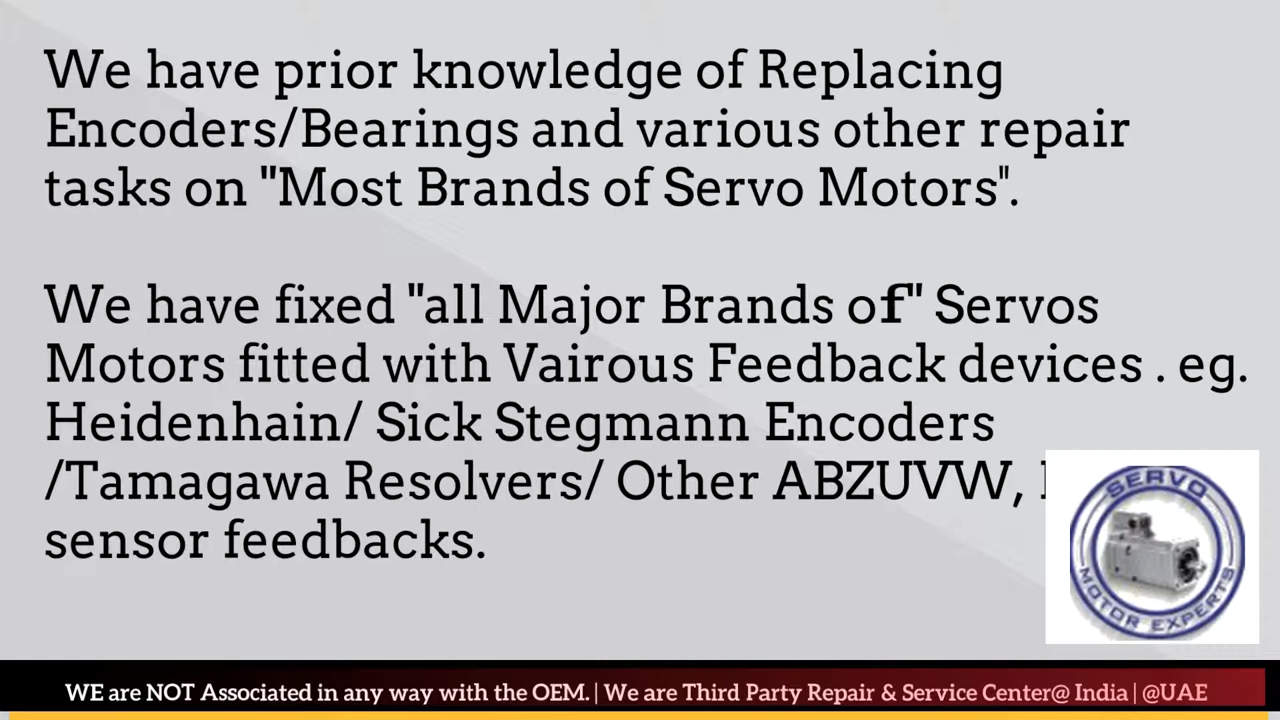 We have prior knowledge of Replacing
Encoders/Bearings and various other repair
tasks on "Most Brands of Servo Motors".
We have fixed "all Major Brands of" Servos
Motors fitted with Vairous Feedback devices . eg.
Heidenhain/ Sick Stegmann Encoders
/Tamagawa Resolvers/ Other ABZUVW,
sensor feedbacks.
SERVO
MOTOR EXPERTS
WE are NOT Associated in any way with the OEM. | We are Third Party Repair & Service Center@ India | @UAE